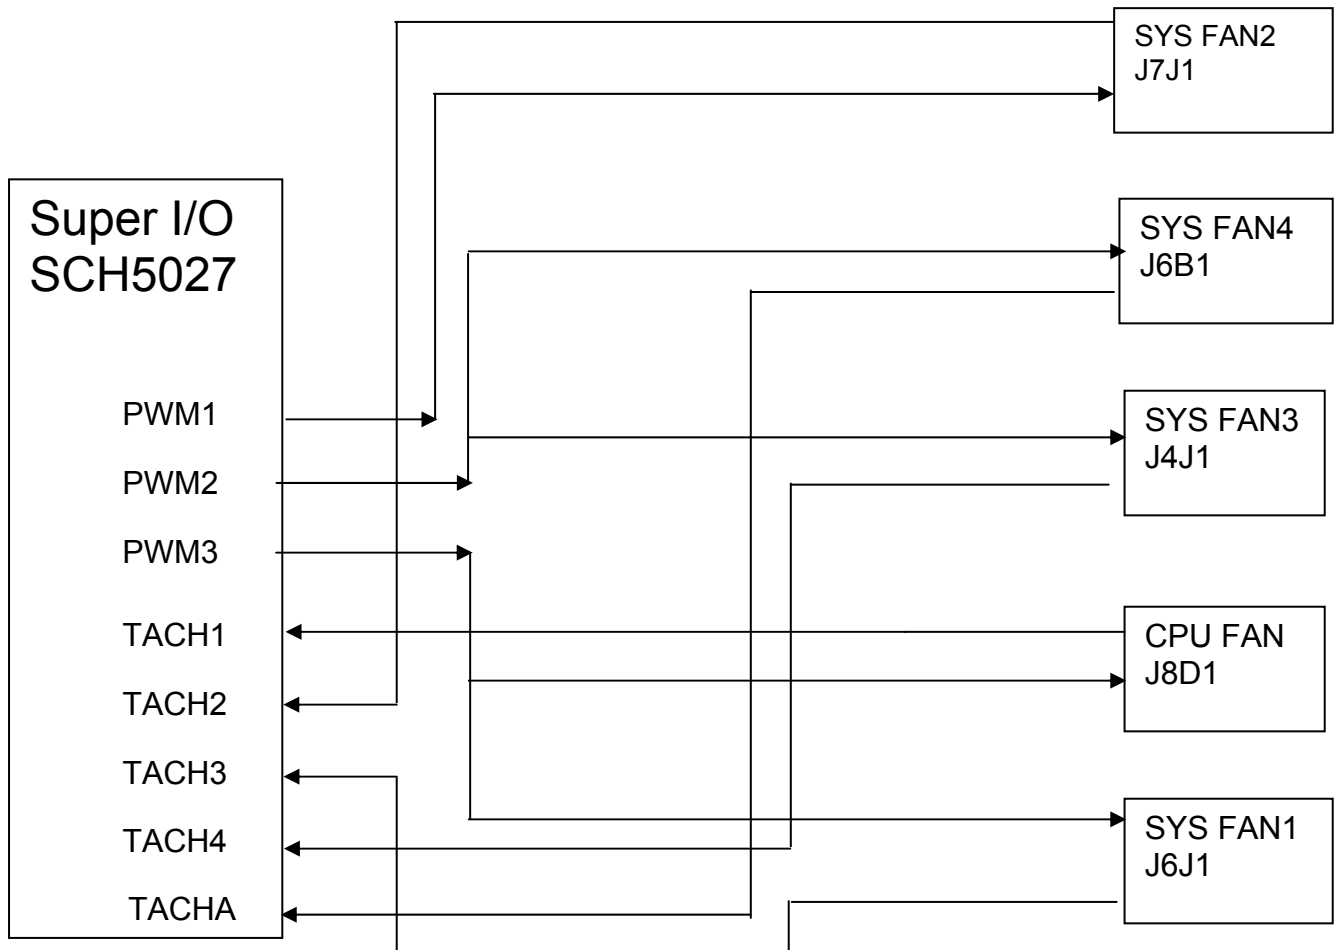 SYS FAN2
J7J1
Super I/O
SCH5027
SYS FAN4
J6B1
PWM1
SYS FAN3
J4J1
PWM2
PWM3
TACH1
CPU FAN
J8D1
TACH2
TACH3
TACH4
SYS FAN1
J6J1
TACHA